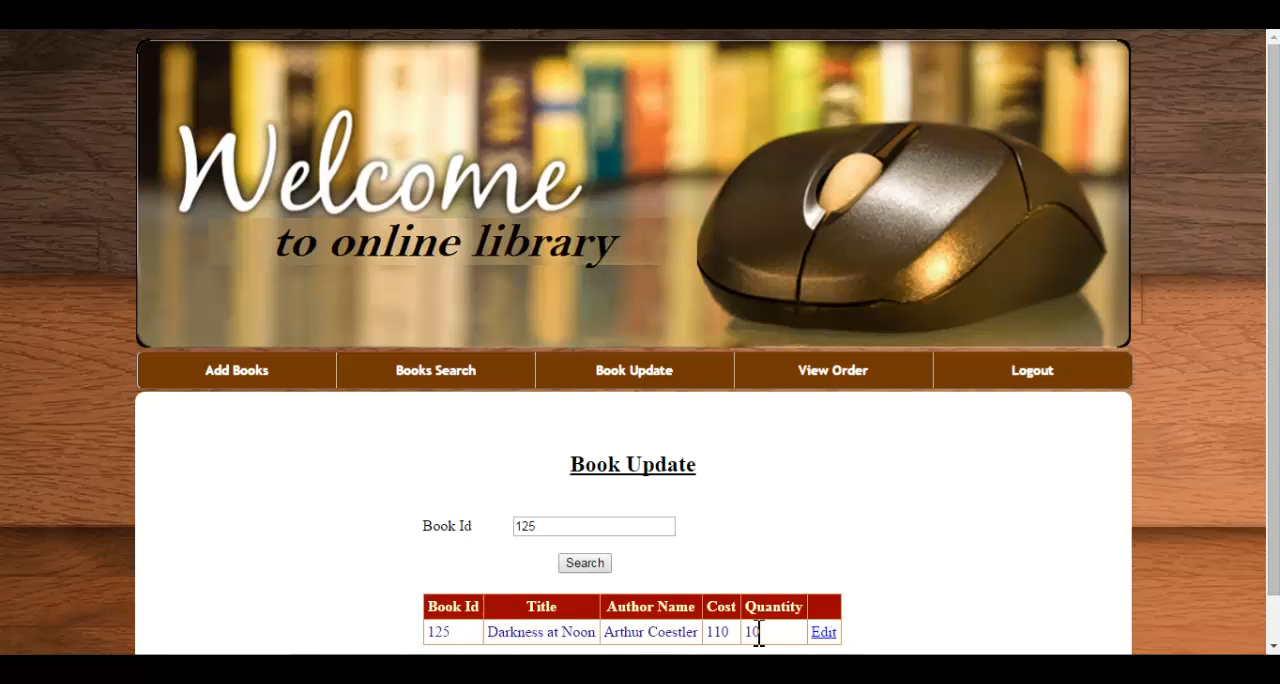 Welcome
to online library
Add Books Books Search Book Update View Order Logout
Book Update
Book Id 125
Search
Book Id Title Author Name Cost Quantity
125 Darkness at Noon Arthur Coestler 110 10 Edit